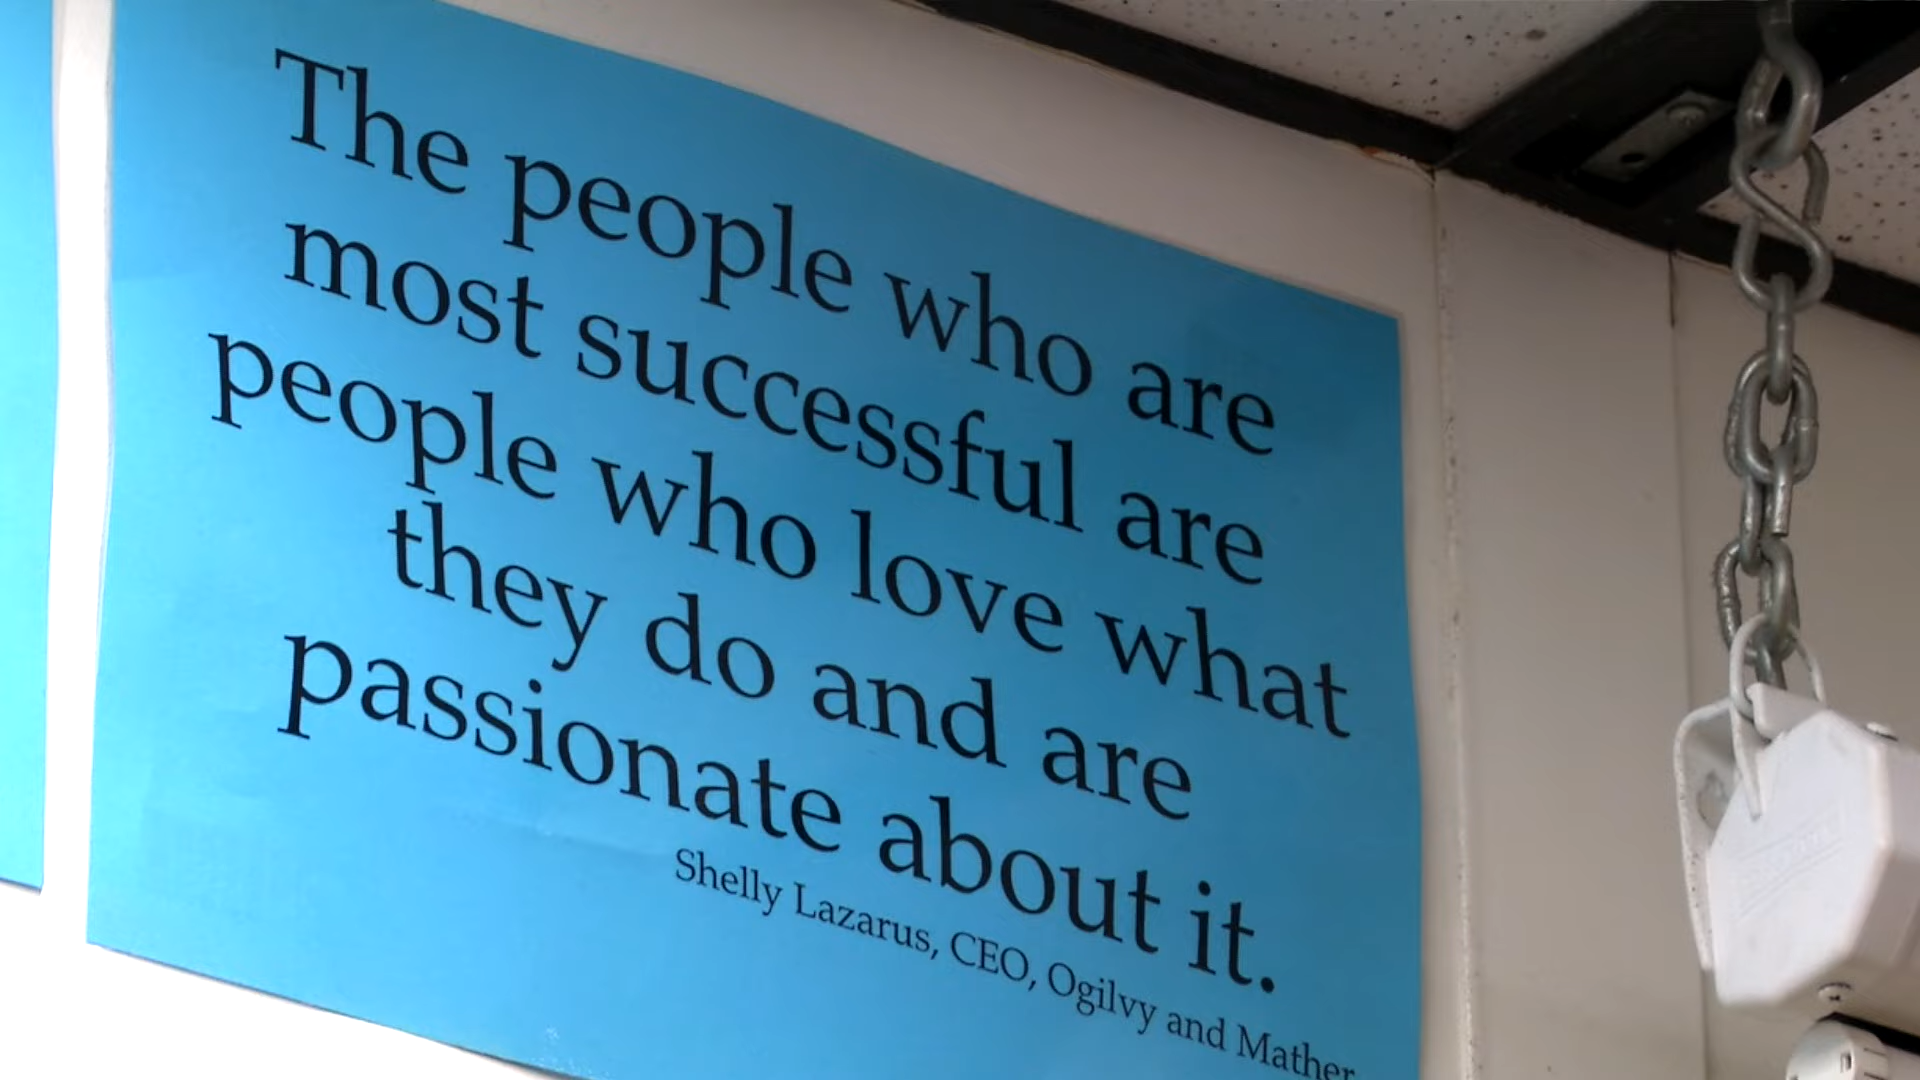 The people who are
most successful are
people who love what
they do and are
passionate about it.
Shelly Lazarus, CEO, Ogilvy and Mather